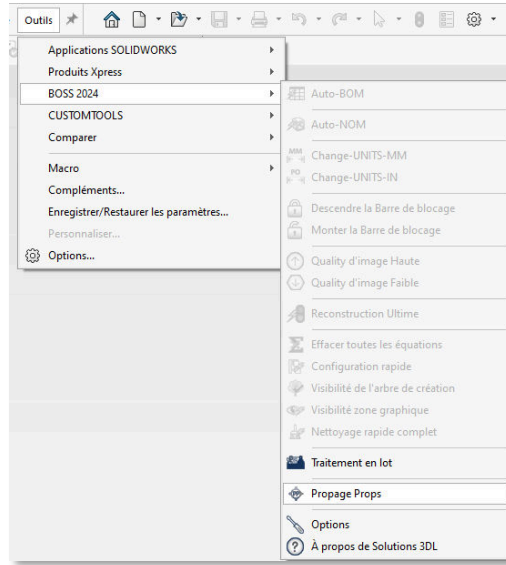 Outils
Applications SOLIDWORKS
Produits Xpress
BOSS 2024
CUSTOMTOOLS
Comparer
Macro
Compléments...
Enregistrer/Restaurer les paramètres...
Personnaliser...
Options...
Auto-BOM
Auto-NOM
MM Change-UNITS-MM
PO Change-UNITS-IN
Descendre la Barre de blocage
Monter la Barre de blocage
Quality d'image Haute
Quality d'image Faible
Reconstruction Ultime
Effacer toutes les équations
Configuration rapide
Visibilité de l'arbre de création
Visibilité zone graphique
Nettoyage rapide complet
Traitement en lot
Propage Props
Options
À propos de Solutions 3DL